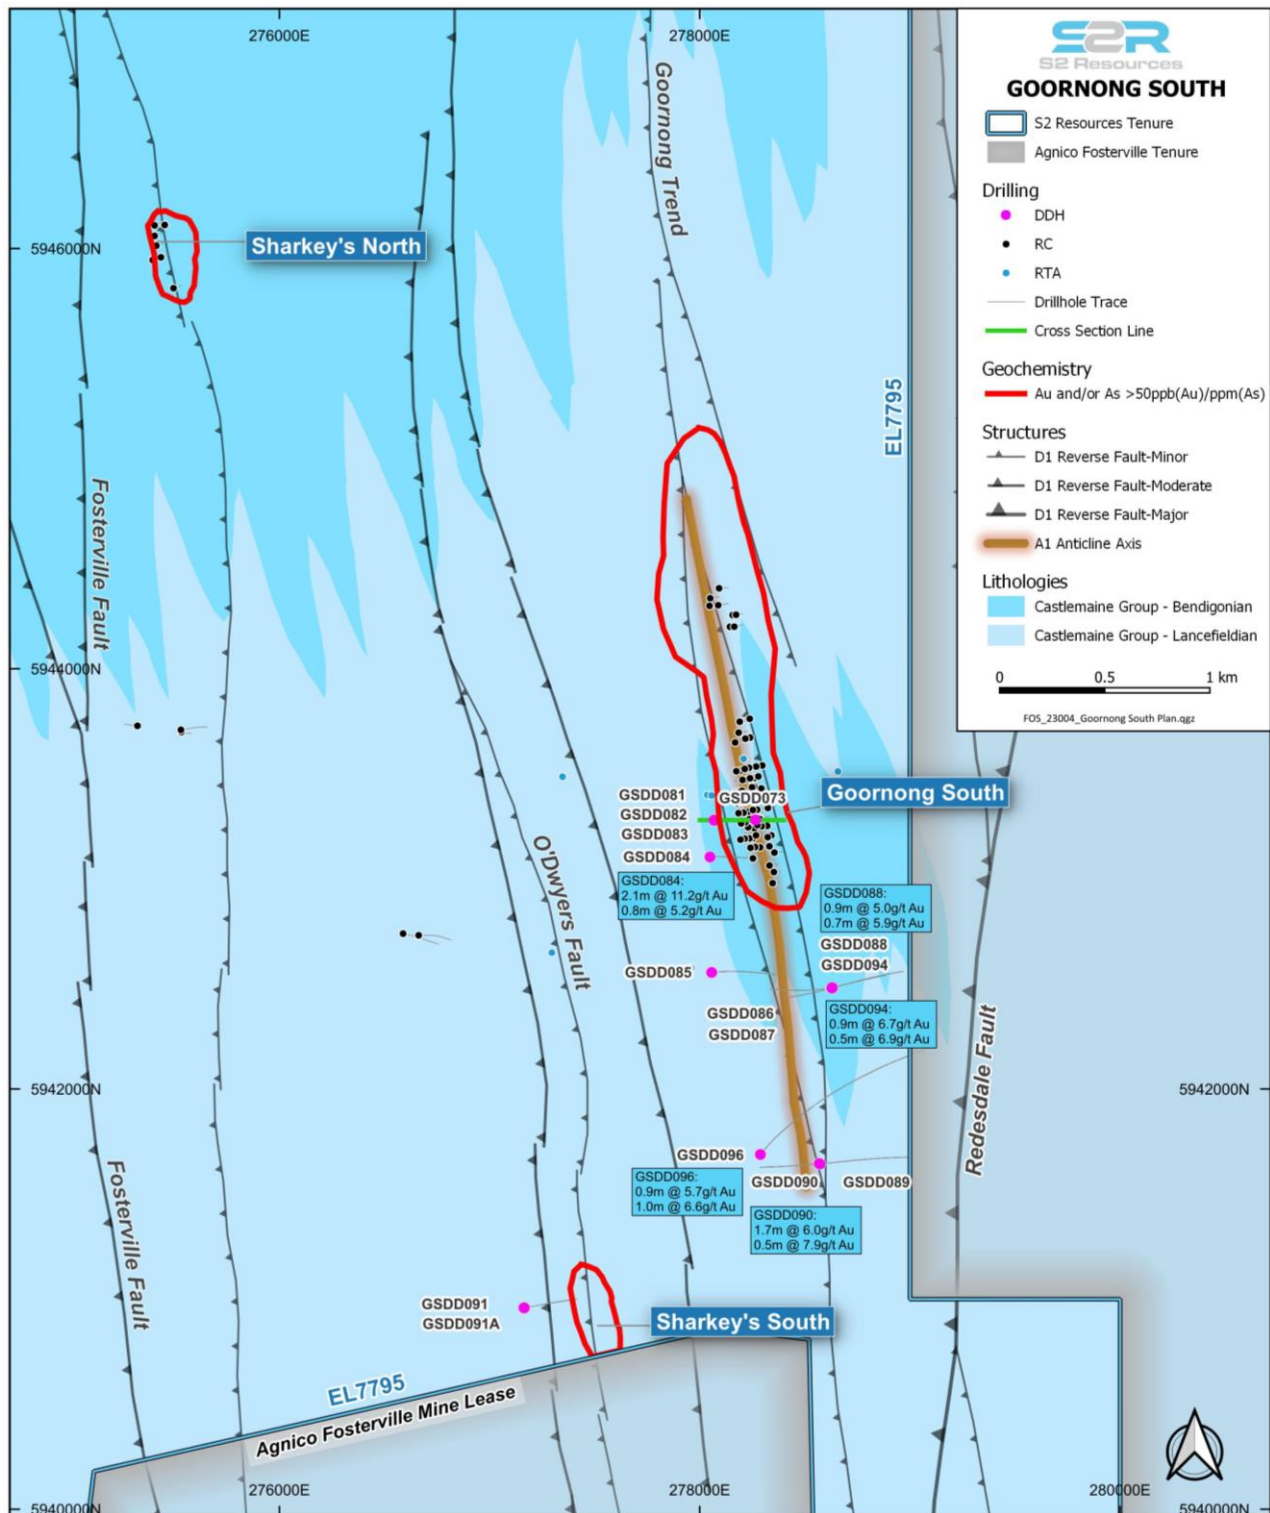 276000E
278000E
S2R
S2 Resources
GOORNONG SOUTH
S2 Resources Tenure
Agnico Fosterville Tenure
Drilling
DDH
RC
RTA
Drillhole Trace
Cross Section Line
Geochemistry
Au and/or As >50ppb(Au)/ppm(As)
Structures
D1 Reverse Fault-Minor
D1 Reverse Fault-Moderate
D1 Reverse Fault-Major
A1 Anticline Axis
Lithologies
Castlemaine Group - Bendigonian
Castlemaine Group - Lancefieldian
0 0.5 1 km
FOS_23004_Goornong South Plan.qgz
Goornong Trend
5946000N
Sharkey's North
EL7795
Fosterville Fault
5944000N
Goornong South
GSDD081
GSDD073
GSDD082
GSDD083
GSDD084
O'Dwyers Fault
GSDD084:
2.1m @ 11.2g/t Au
0.8m @ 5.2g/t Au
GSDD088:
0.9m @ 5.0g/t Au
0.7m @ 5.9g/t Au
GSDD088
GSDD094
GSDD085
GSDD086
GSDD087
GSDD094:
0.9m @ 6.7g/t Au
0.5m @ 6.9g/t Au
Redesdale Fault
5942000N
5942000N
GSDD096
GSDD096:
0.9m @ 5.7g/t Au
1.0m @ 6.6g/t Au
GSDD090
GSDD089
GSDD090:
1.7m @ 6.0g/t Au
0.5m @ 7.9g/t Au
Fosterville Fault
GSDD091
GSDD091A
Sharkey's South
EL7795
Agnico Fosterville Mine Lease
276000E
278000E
280000E
5940000N
5940000N